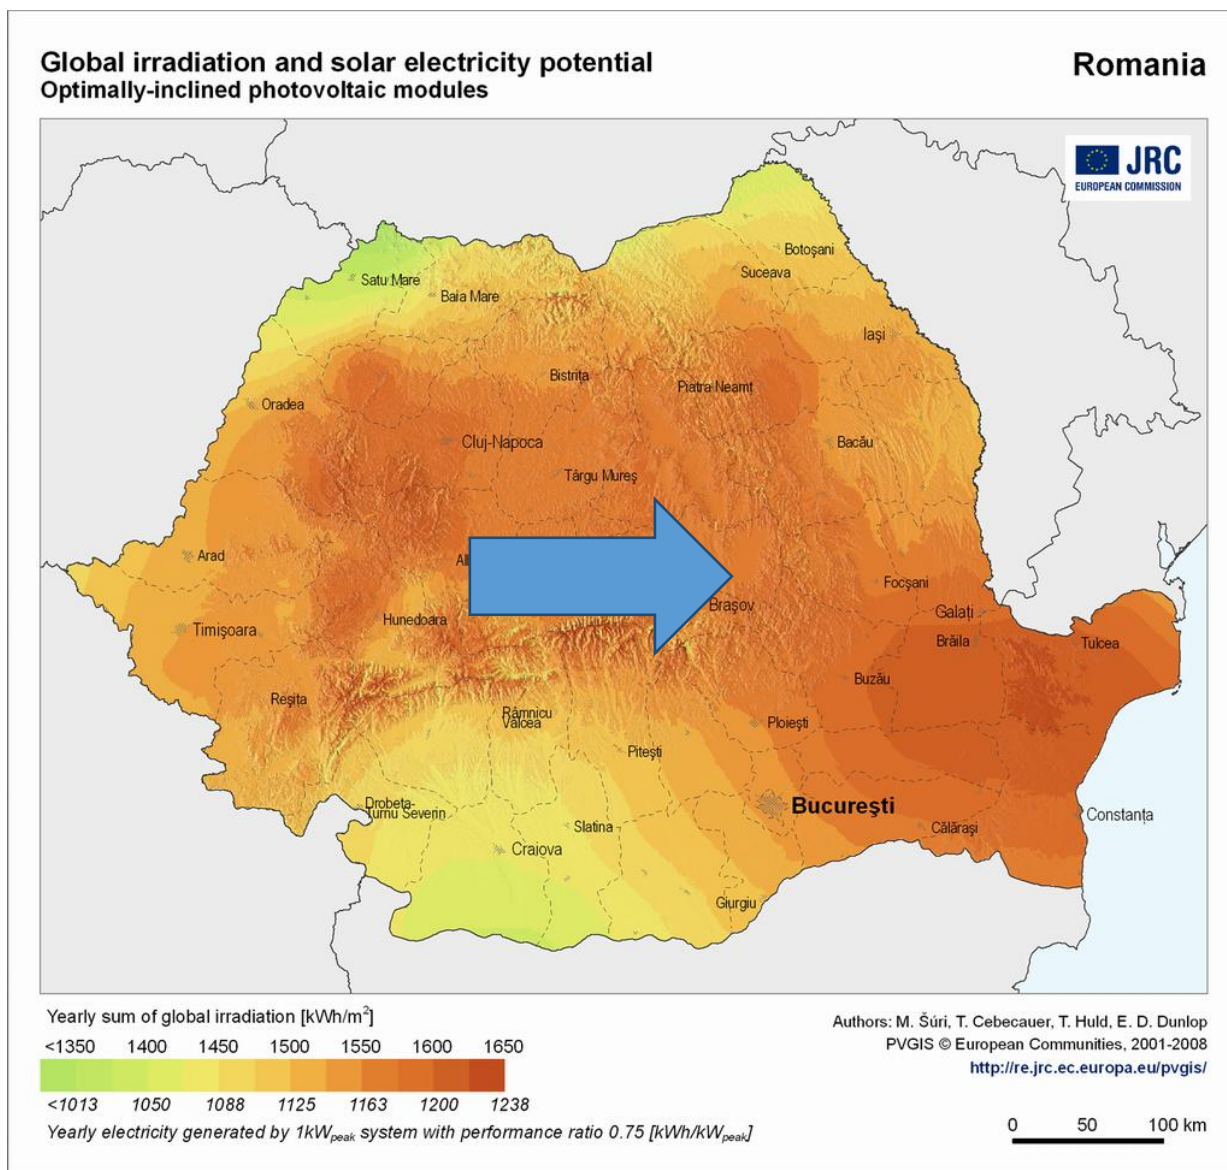 Global irradiation and solar electricity potential
Optimally-inclined photovoltaic modules
Romania
JRC
EUROPEAN COMMISSION
Botoşani
Suceava
Satu Mare
Baia Mare
Iaşi
Bistriţa
Piatra Neamt
Oradea
Cluj-Napoca
Bacău
Târgu Mureş
Arad
Focşani
Braşov
Galaţi
Hunedoara
Timişoara
Brăila
Tulcea
Buzău
Reşita
Râmnicu
Vâlcea
Ploieşti
Piteşti
Drobeta-
Turnu Severin
Bucureşti
Constanţa
Slatina
Călăraşi
Craiova
Giurgiu
Yearly sum of global irradiation [kWh/m²]
<1350 1400 1450 1500 1550 1600 1650
<1013 1050 1088 1125 1163 1200 1238
Yearly electricity generated by 1kWpeak system with performance ratio 0.75 [kWh/kWpeak]
Authors: M. Šúri, T. Cebecauer, T. Huld, E. D. Dunlop
PVGIS © European Communities, 2001-2008
http://re.jrc.ec.europa.eu/pvgis/
0 50 100 km